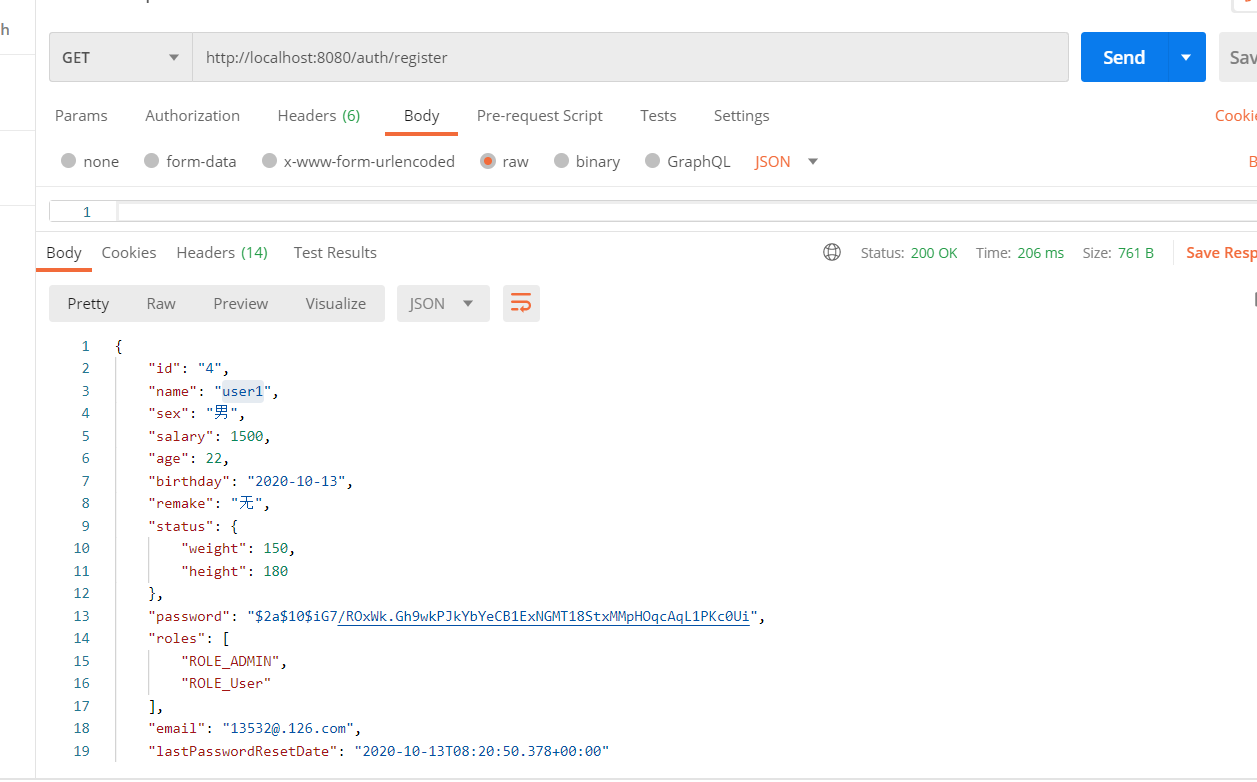 h
GET http://localhost:8080/auth/register Send Sav
Params Authorization Headers (6) Body Pre-request Script Tests Settings Cookie
none form-data x-www-form-urlencoded raw binary GraphQL JSON B
1
Body Cookies Headers (14) Test Results Status: 200 OK Time: 206 ms Size: 761 B Save Resp
Pretty Raw Preview Visualize JSON
1 {
2 "id": "4",
3 "name": "user1",
4 "sex": "男",
5 "salary": 1500,
6 "age": 22,
7 "birthday": "2020-10-13",
8 "remake": "无",
9 "status": {
10 "weight": 150,
11 "height": 180
12 },
13 "password": "$2a$10$iG7/ROxWk.Gh9wkPJkYbYeCB1ExNGMT18StxMMpHOqcAqL1PKc0Ui",
14 "roles": [
15 "ROLE_ADMIN",
16 "ROLE_User"
17 ],
18 "email": "13532@.126.com",
19 "lastPasswordResetDate": "2020-10-13T08:20:50.378+00:00"